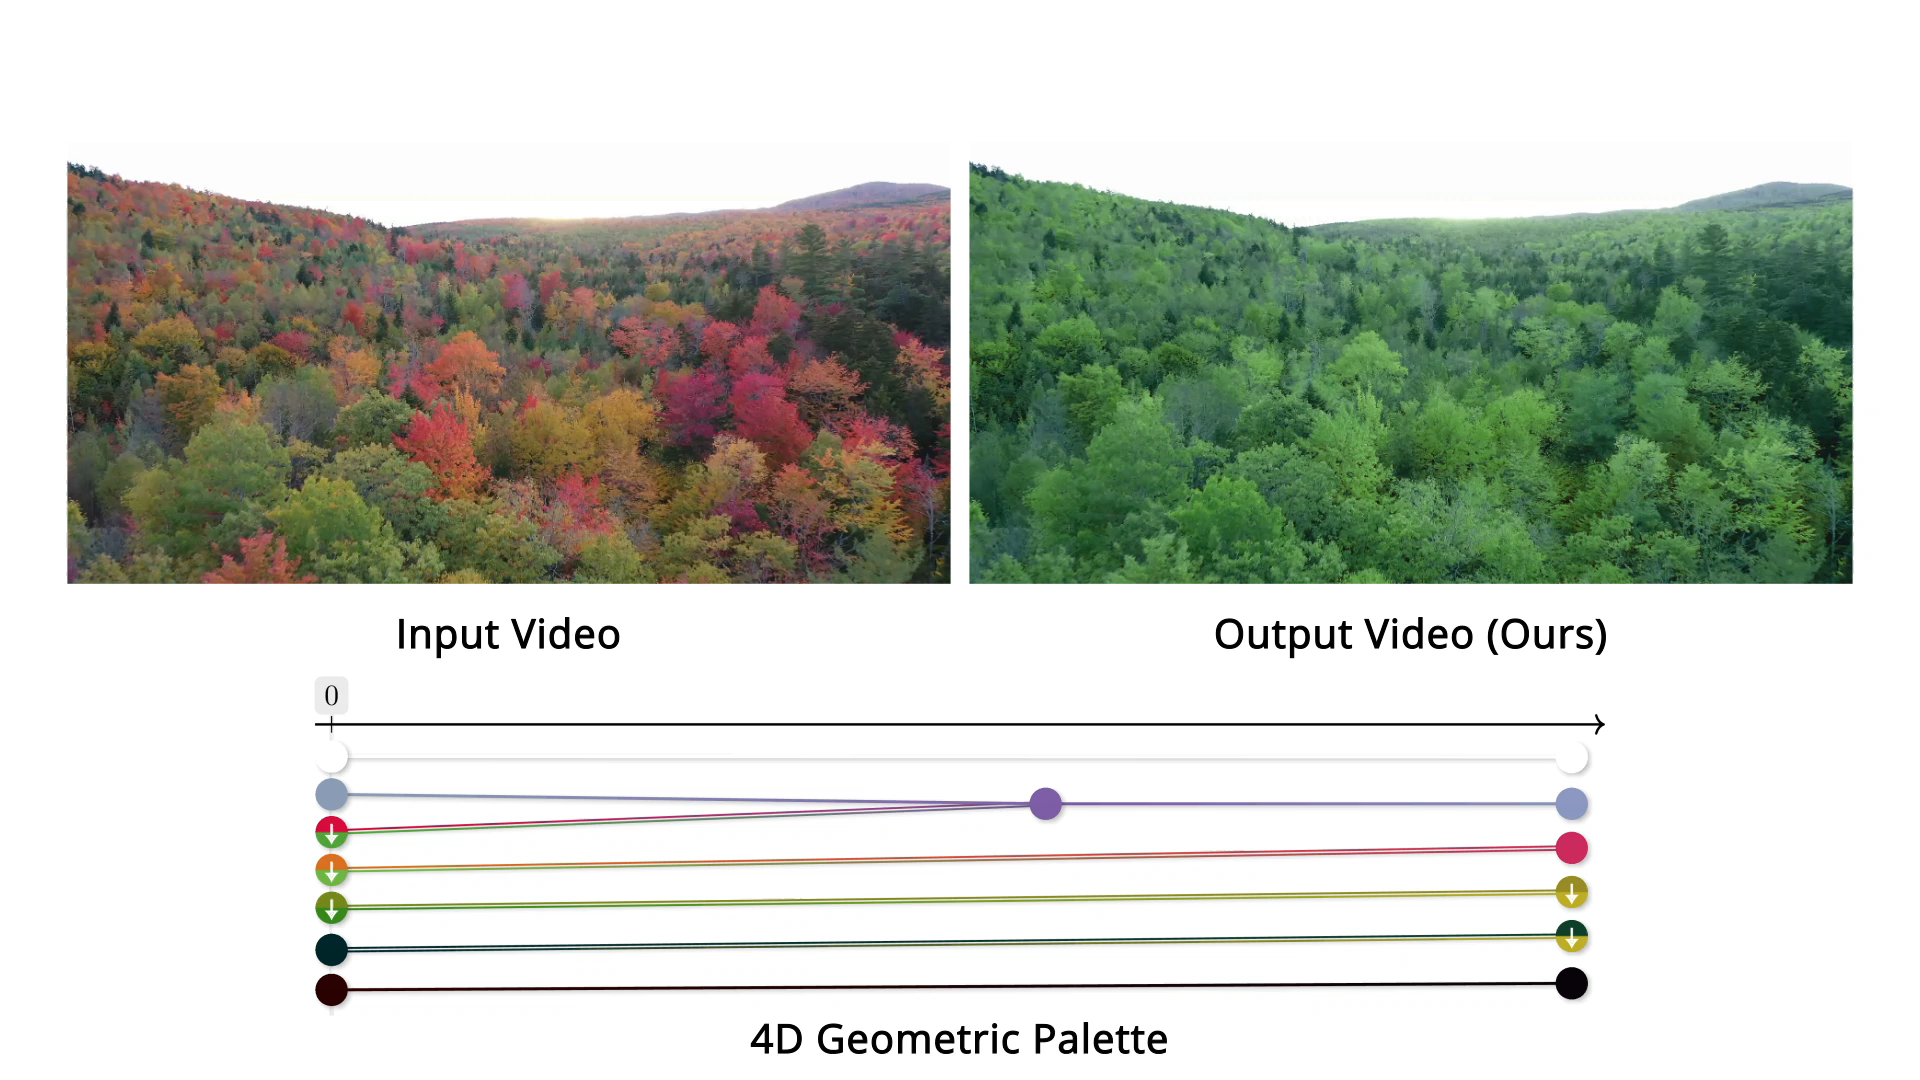 Input Video
Output Video (Ours)
0
4D Geometric Palette